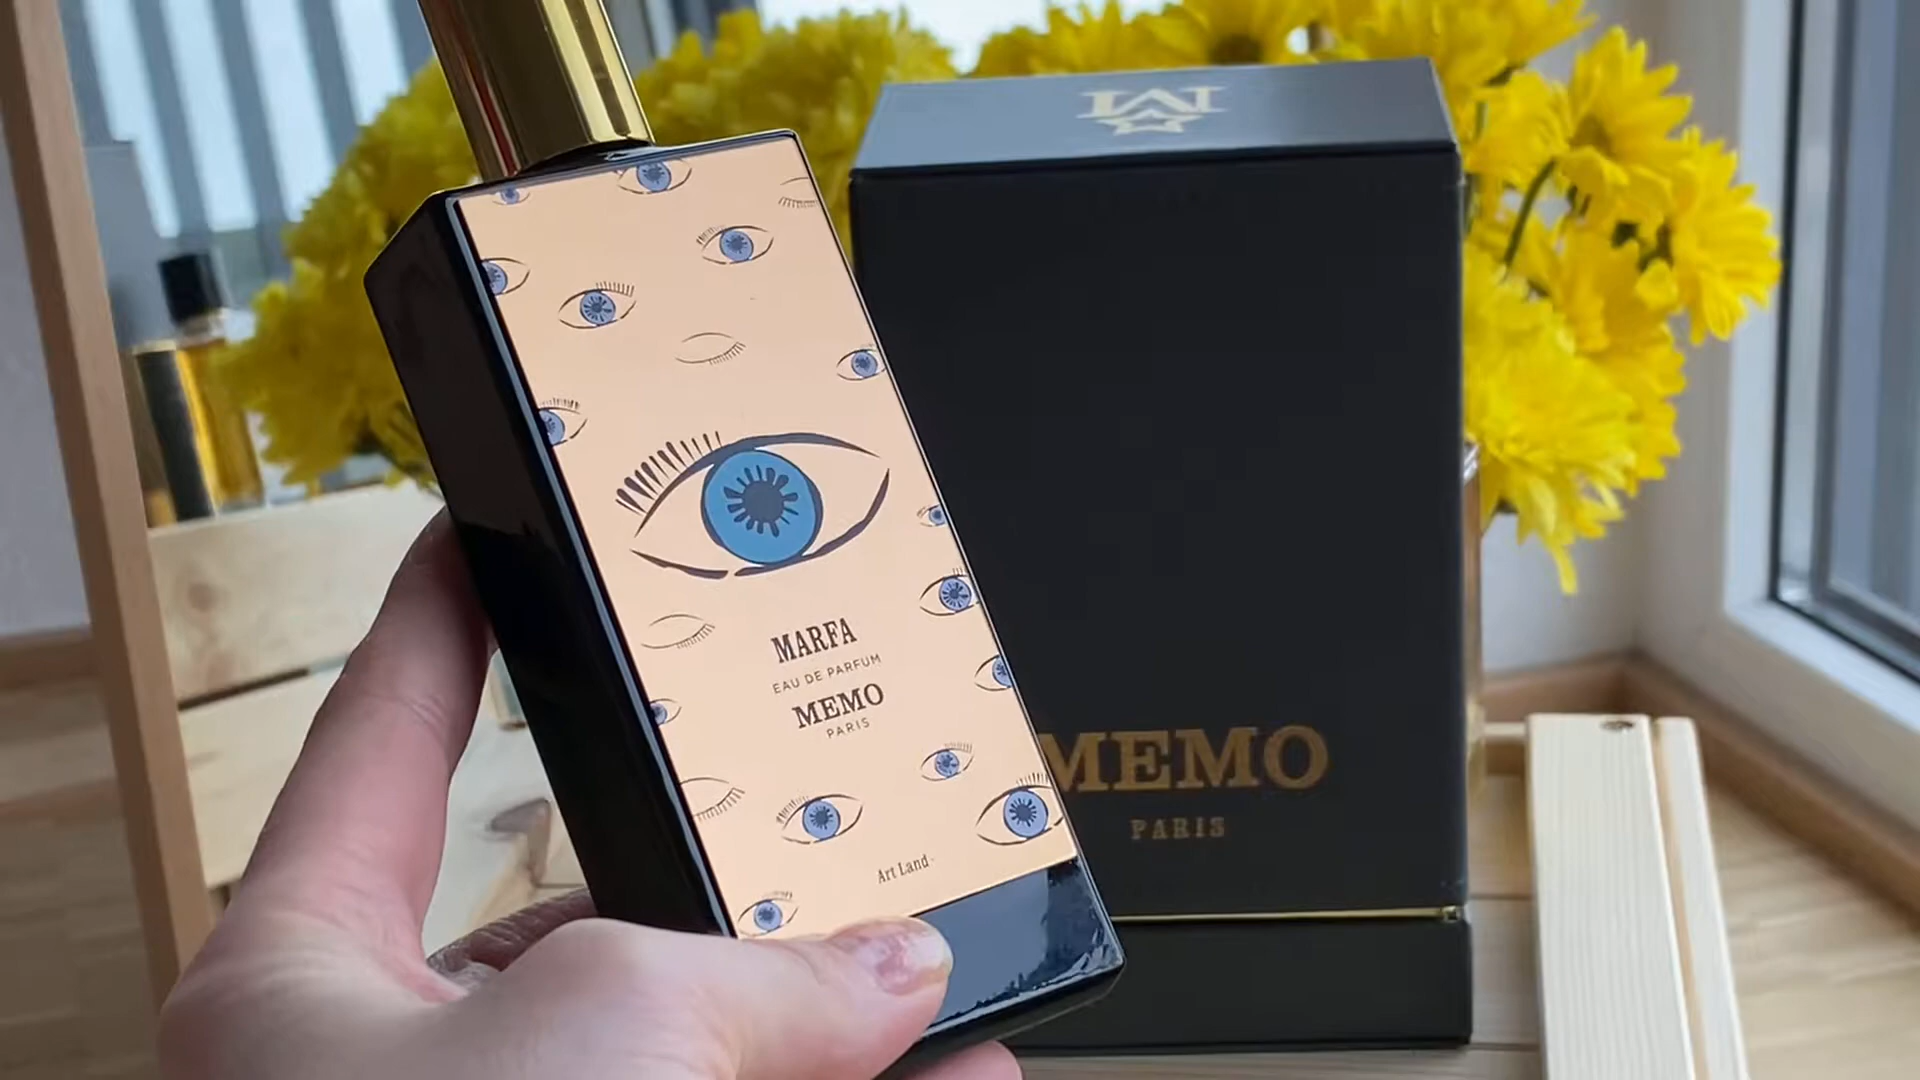 MARFA
EAU DE PARFUM
MEMO
PARIS
Art Land
MEMO
PARIS